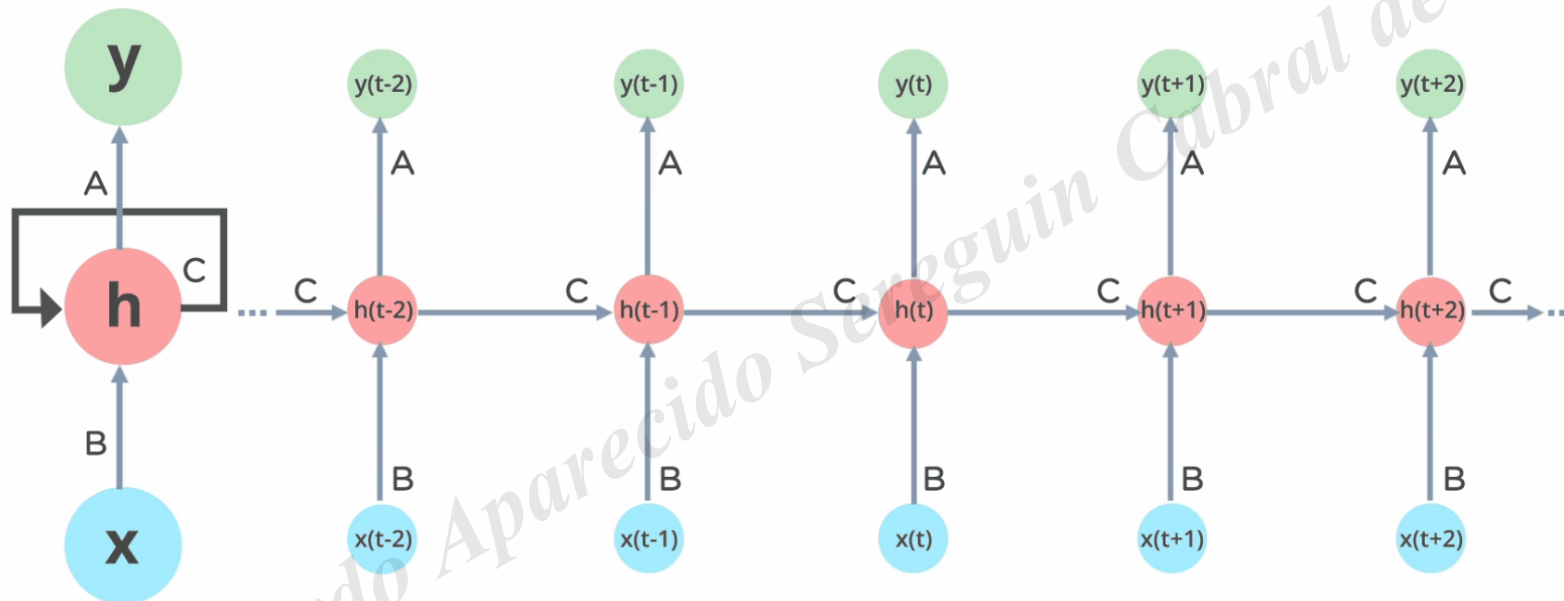 y
y(t-2) y(t-1) y(t) y(t+1) y(t+2)
A A A A A A
C C C C C C C
h
h(t-2) h(t-1) h(t) h(t+1) h(t+2)
B B B B B B
x
x(t-2) x(t-1) x(t) x(t+1) x(t+2)
Aparecido Sereguin Cabral de